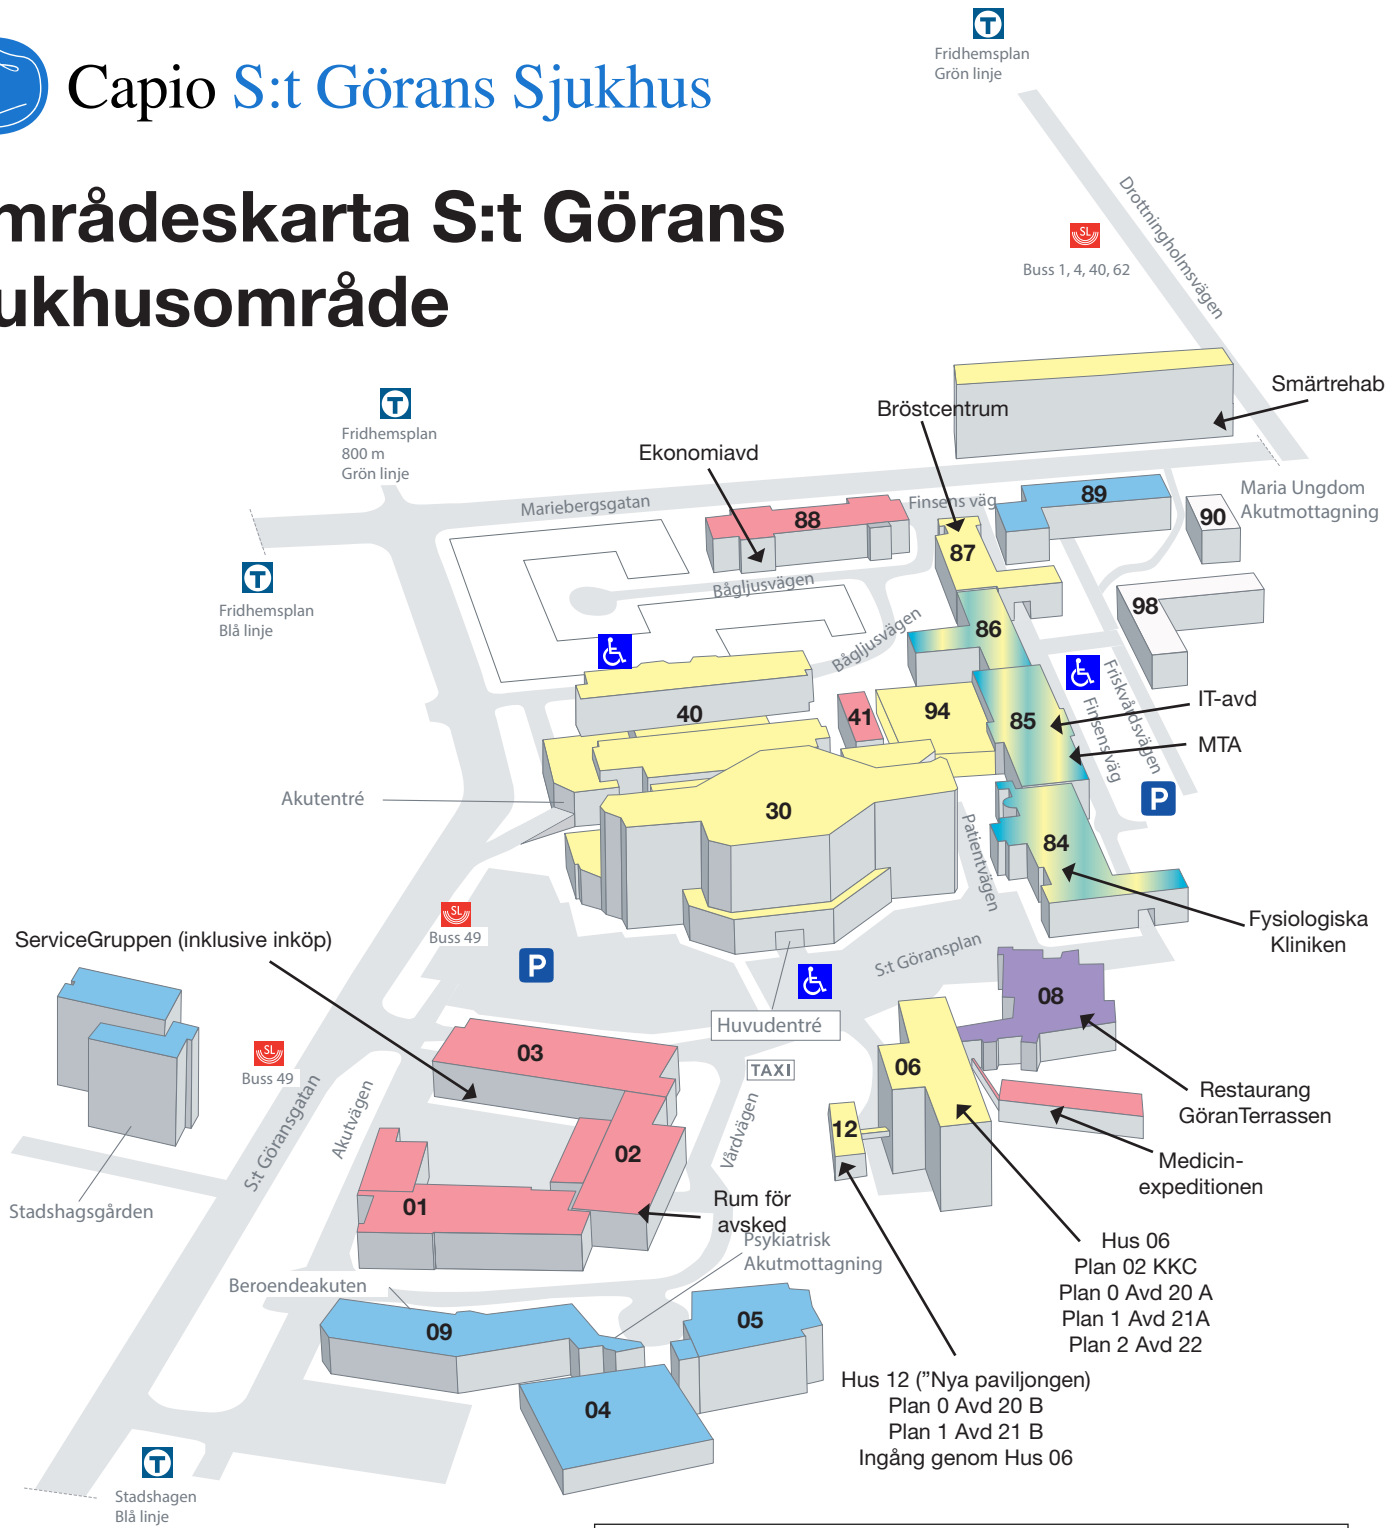 Fridhemsplan
Grön linje
Capio S:t Görans Sjukhus
mrådeskarta S:t Görans
ukhusområde
Drottningholmsvägen
SL
Buss 1, 4, 40, 62
Smärtrehab
Bröstcentrum
Ekonomiavd
T
Fridhemsplan
800 m
Grön linje
Mariebergsgatan
Finsens väg
88
89
90
Maria Ungdom
Akutmottagning
87
T
Fridhemsplan
Blå linje
Bågljusvägen
Bågljusvägen
86
98
Friskvårdsvägen
Finsensväg
40
41
94
85
IT-avd
MTA
Akutentré
30
P
Patientvägen
84
SL
Buss 49
P
S:t Göransplan
Fysiologiska
Kliniken
ServiceGruppen (inklusive inköp)
08
Huvudentré
03
06
TAXI
SL
Buss 49
Restaurang
GöranTerrassen
S:t Göransgatan
Akutvägen
Vårdvägen
12
02
Medicin-
expeditionen
Stadshagsgården
01
Rum för
avsked
Psykiatrisk
Akutmottagning
Hus 06
Plan 02 KKC
Plan 0 Avd 20 A
Plan 1 Avd 21A
Plan 2 Avd 22
Beroendeakuten
09
05
Hus 12 (”Nya paviljongen)
Plan 0 Avd 20 B
Plan 1 Avd 21 B
Ingång genom Hus 06
04
T
Stadshagen
Blå linje